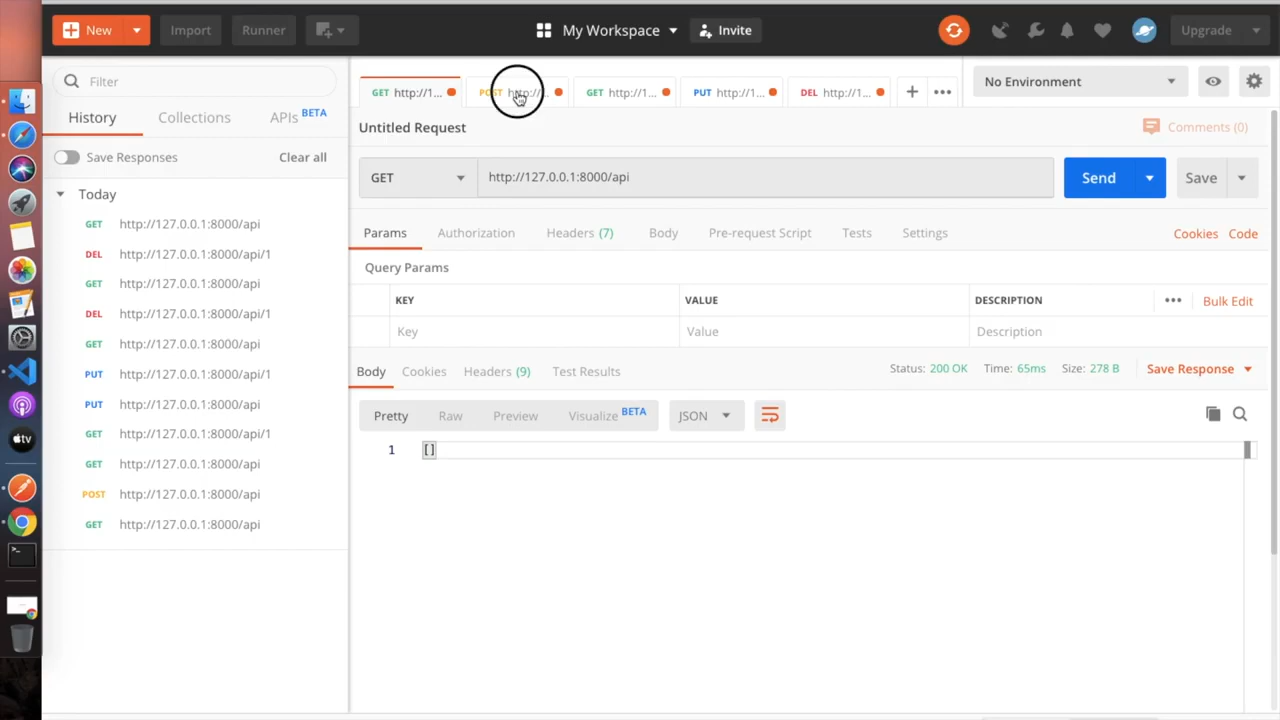 New Import Runner My Workspace Invite Upgrade
Filter
GET http://1... POST http://... GET http://1... PUT http://1... DEL http://1... + •••
No Environment
History Collections APIs BETA
Untitled Request
Comments (0)
Save Responses Clear all
GET http://127.0.0.1:8000/api Send Save
Today
GET http://127.0.0.1:8000/api
DEL http://127.0.0.1:8000/api/1
GET http://127.0.0.1:8000/api
DEL http://127.0.0.1:8000/api/1
GET http://127.0.0.1:8000/api
PUT http://127.0.0.1:8000/api/1
PUT http://127.0.0.1:8000/api
GET http://127.0.0.1:8000/api/1
GET http://127.0.0.1:8000/api
POST http://127.0.0.1:8000/api
GET http://127.0.0.1:8000/api
Params Authorization Headers (7) Body Pre-request Script Tests Settings Cookies Code
Query Params
KEY VALUE DESCRIPTION ••• Bulk Edit
Key Value Description
Body Cookies Headers (9) Test Results Status: 200 OK Time: 65ms Size: 278 B Save Response
Pretty Raw Preview Visualize BETA JSON
1 []
tv